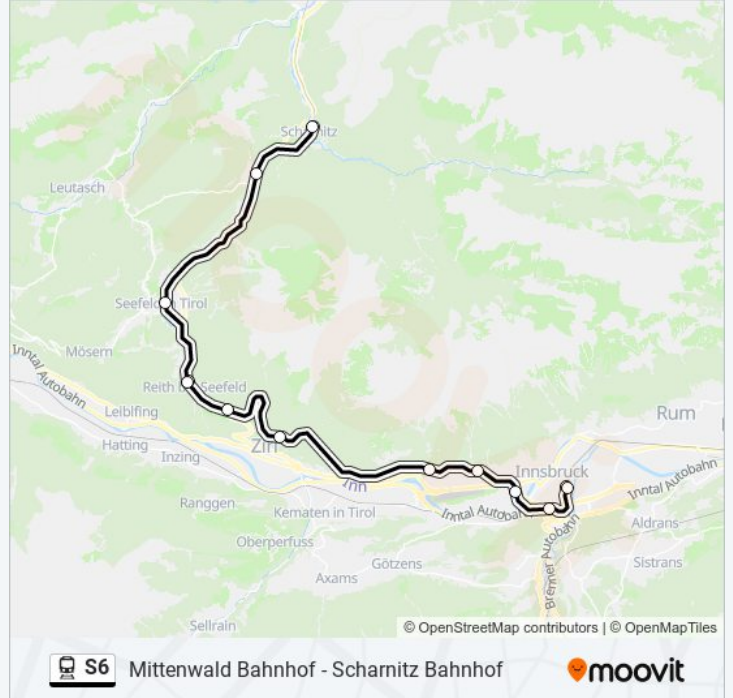 Scharnitz
Leutasch
Seefeld in Tirol
Mösern
Inntal Autobahn
Reith bei Seefeld
Leiblfing
Rum
Hatting
Zirl
Inzing
Innsbruck
Inn
Inntal Autobahn
Ranggen
Kematen in Tirol
Inntal Autobahn
Aldrans
Oberperfuss
Götzens
Sistrans
Axams
Brenner Autobahn
Sellrain
© OpenStreetMap contributors | © OpenMapTiles
S6 Mittenwald Bahnhof - Scharnitz Bahnhof
moovit